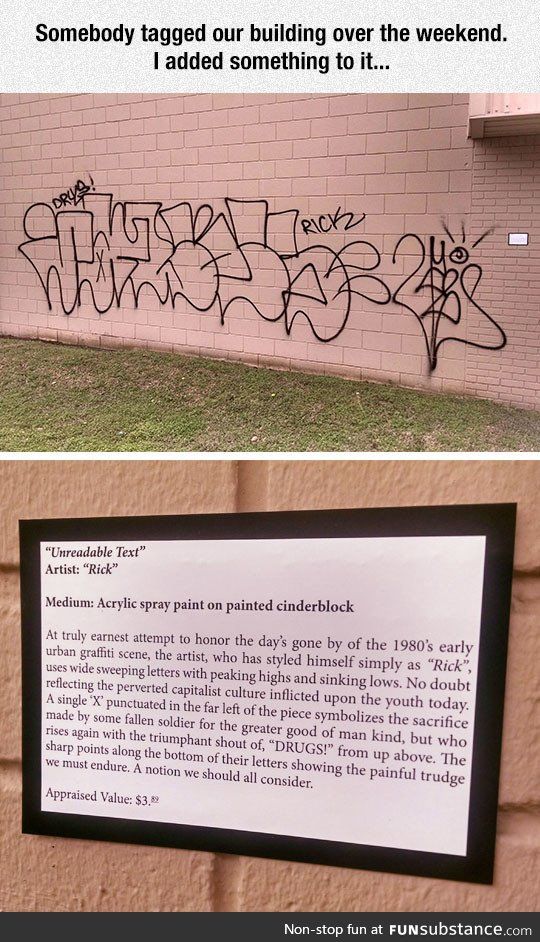 Somebody tagged our building over the weekend.
I added something to it...
DRUGS!
RICK
"Unreadable Text"
Artist: "Rick"
Medium: Acrylic spray paint on painted cinderblock
At truly earnest attempt to honor the day's gone by of the 1980's early
urban graffiti scene, the artist, who has styled himself simply as "Rick",
uses wide sweeping letters with peaking highs and sinking lows. No doubt
reflecting the perverted capitalist culture inflicted upon the youth today.
A single 'X' punctuated in the far left of the piece symbolizes the sacrifice
made by some fallen soldier for the greater good of man kind, but who
rises again with the triumphant shout of, "DRUGS!" from up above. The
sharp points along the bottom of their letters showing the painful trudge
we must endure. A notion we should all consider.
Appraised Value: $3.89
Non-stop fun at FUNsubstance.com